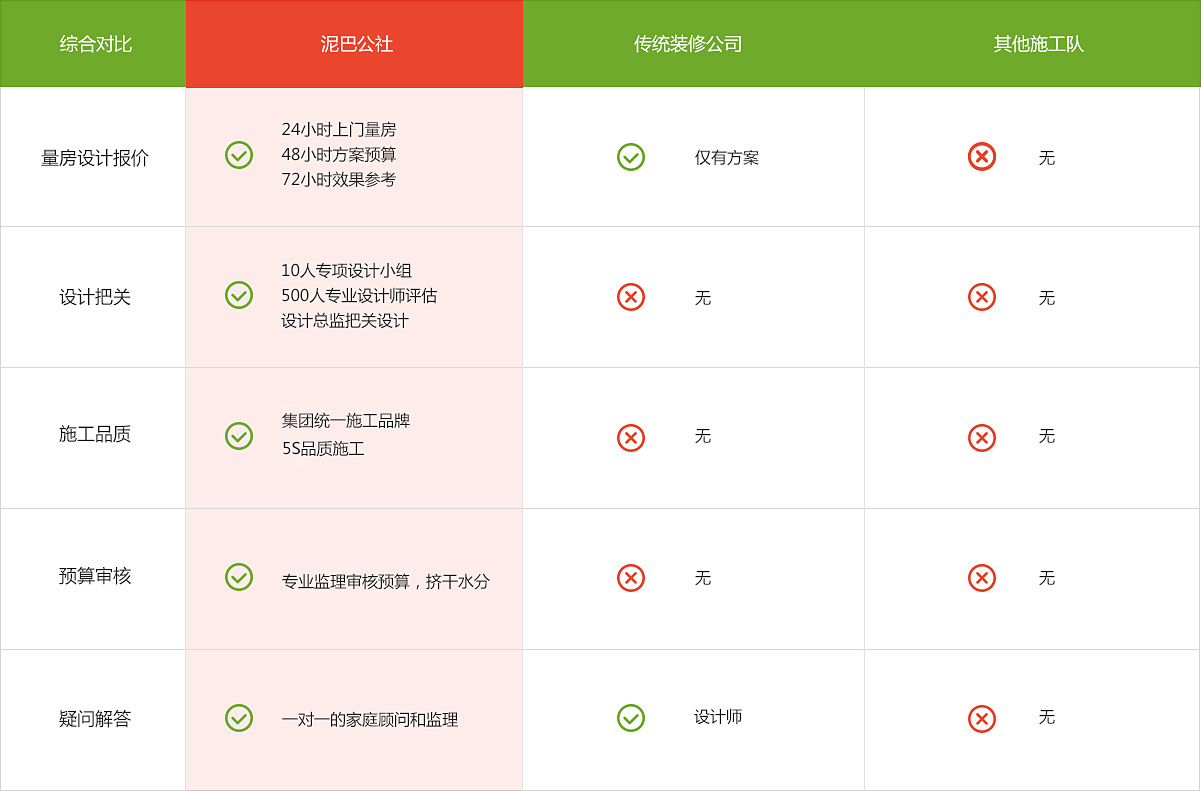 综合对比
泥巴公社
传统装修公司
其他施工队
量房设计报价
24小时上门量房
48小时方案预算
72小时效果参考
仅有方案
无
设计把关
10人专项设计小组
500人专业设计师评估
设计总监把关设计
无
无
施工品质
集团统一施工品牌
5S品质施工
无
无
预算审核
专业监理审核预算，挤干水分
无
无
疑问解答
一对一的家庭顾问和监理
设计师
无